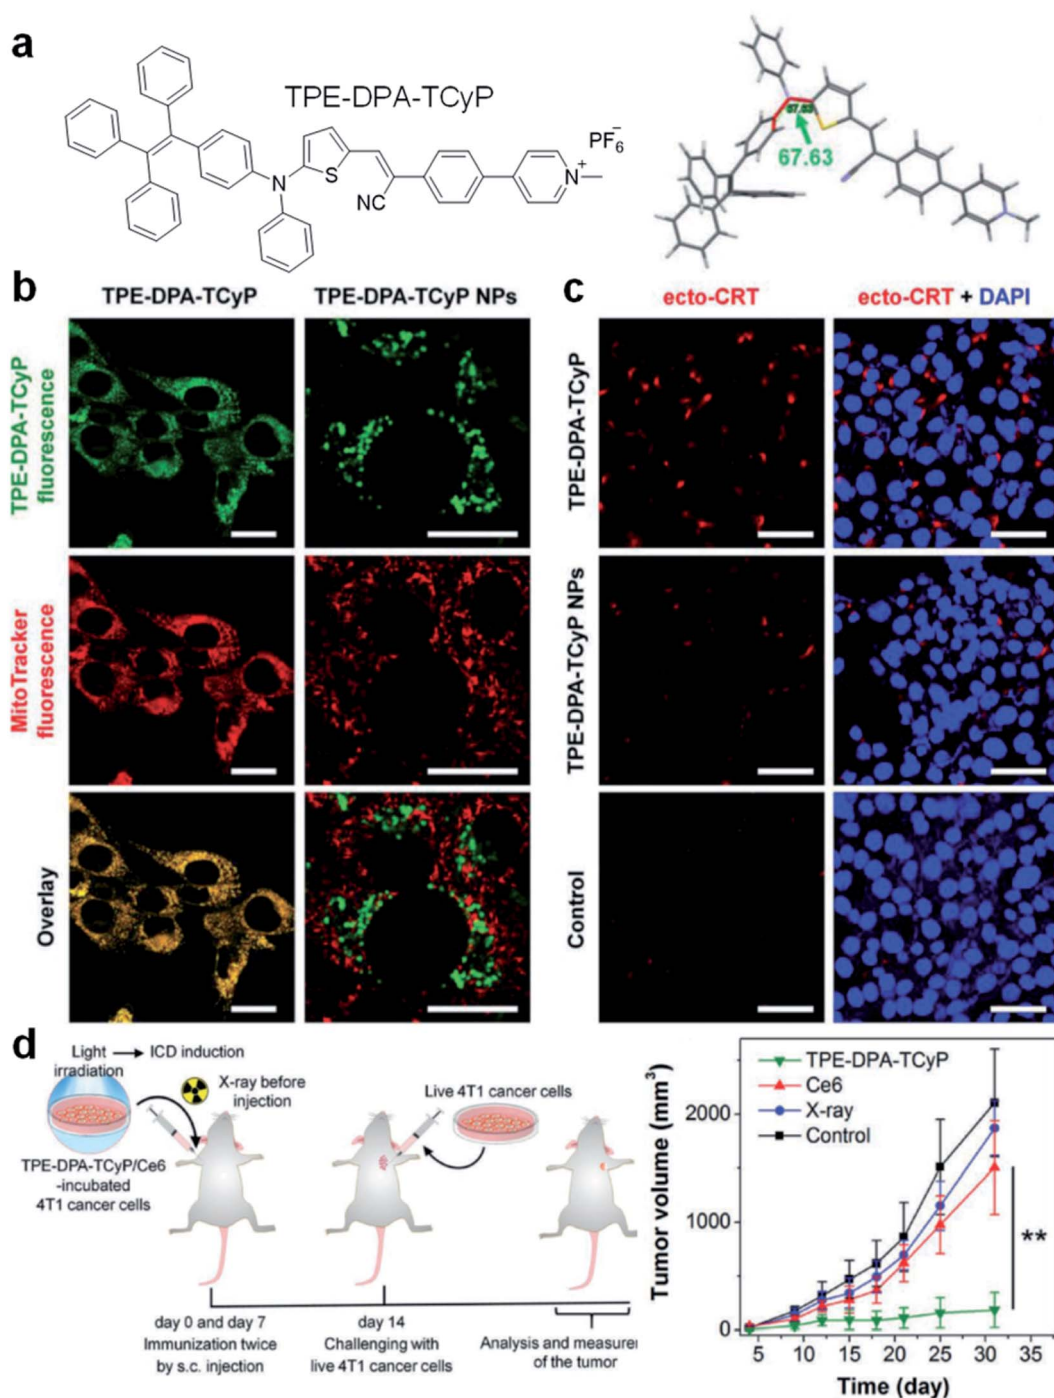 a
TPE-DPA-TCyP
PF6−
N+
S
N
NC
67.63
67.63
b
TPE-DPA-TCyP
TPE-DPA-TCyP NPs
TPE-DPA-TCyP
fluorescence
MitoTracker
fluorescence
Overlay
c
ecto-CRT
ecto-CRT + DAPI
TPE-DPA-TCyP
TPE-DPA-TCyP NPs
Control
d
Light
irradiation
ICD induction
X-ray before
injection
TPE-DPA-TCyP/Ce6
-incubated
4T1 cancer cells
Live 4T1 cancer cells
day 0 and day 7
Immunization twice
by s.c. injection
day 14
Challenging with
live 4T1 cancer cells
Analysis and measure
of the tumor
TPE-DPA-TCyP
Ce6
X-ray
Control
**
Tumor volume (mm³)
2000
1000
0
5 10 15 20 25 30 35
Time (day)